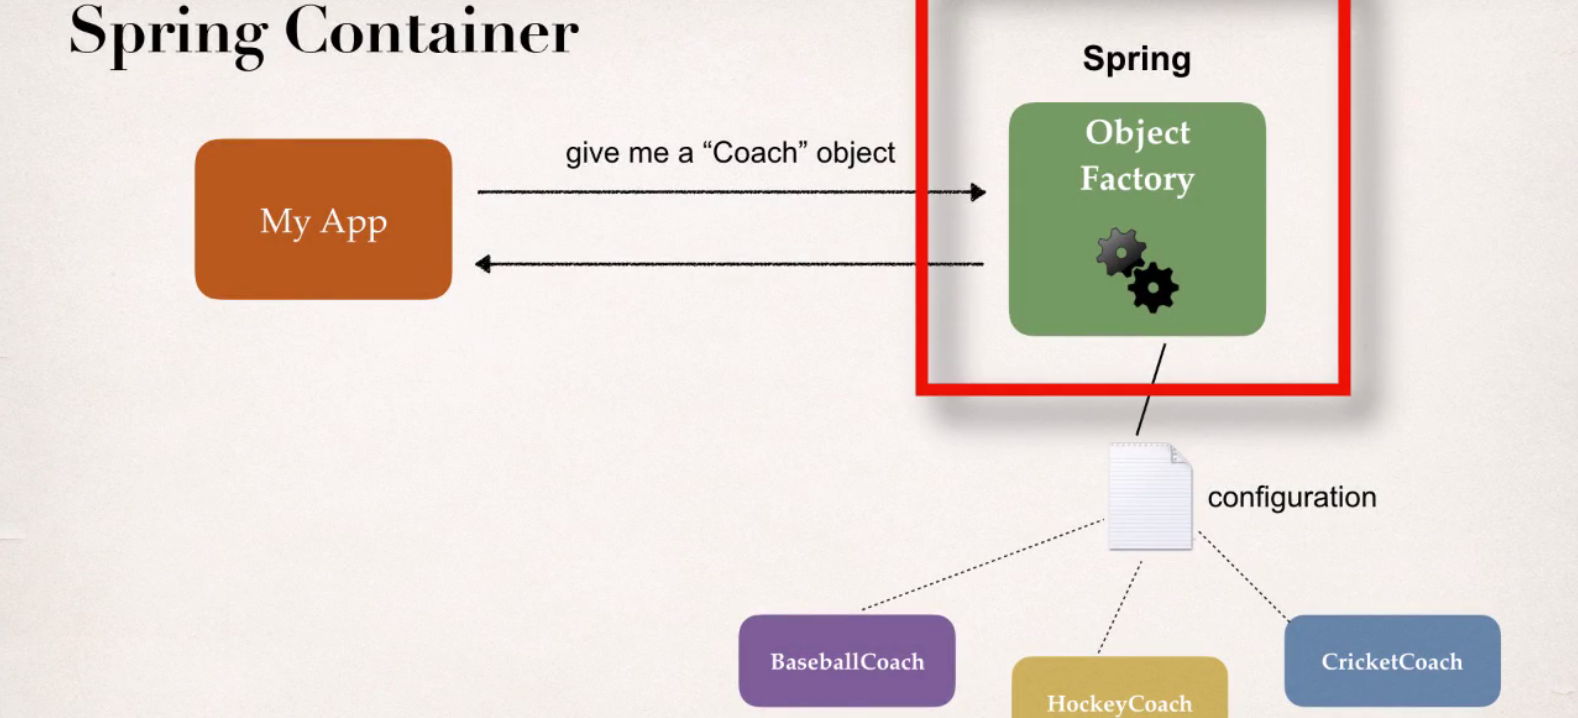 Spring Container
Spring
Object
Factory
give me a “Coach” object
My App
configuration
BaseballCoach
HockeyCoach
CricketCoach